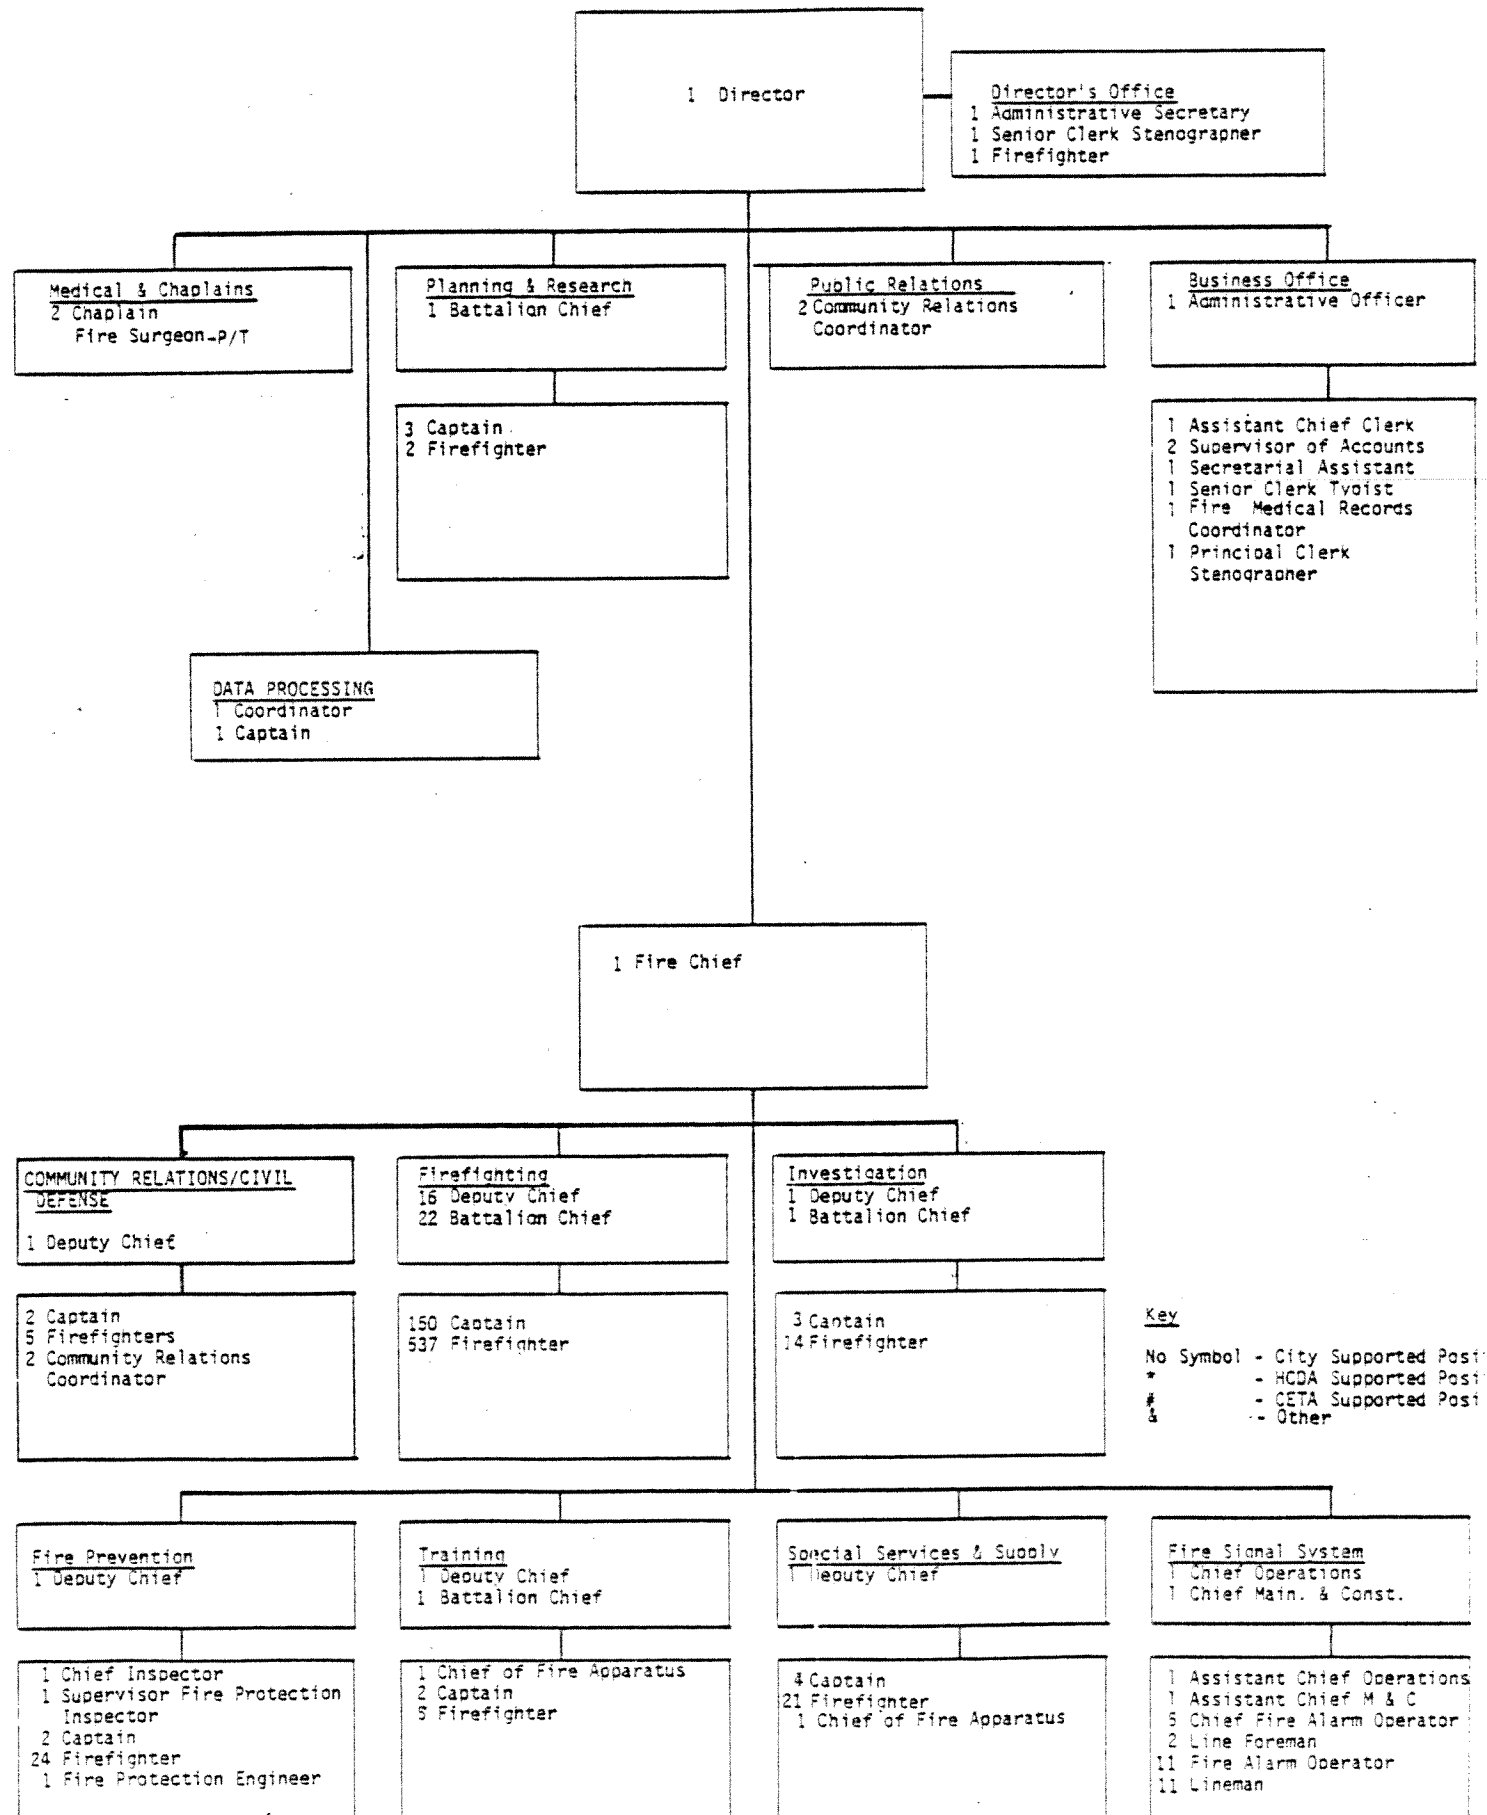 1 Director
Director's Office
1 Administrative Secretary
1 Senior Clerk Stenographer
1 Firefighter
Medical & Chaplains
2 Chaplain
Fire Surgeon-P/T
Planning & Research
1 Battalion Chief
Public Relations
2 Community Relations
Coordinator
Business Office
1 Administrative Officer
3 Captain
2 Firefighter
1 Assistant Chief Clerk
2 Supervisor of Accounts
1 Secretarial Assistant
1 Senior Clerk Typist
1 Fire Medical Records
Coordinator
1 Principal Clerk
Stenographer
DATA PROCESSING
1 Coordinator
1 Captain
1 Fire Chief
COMMUNITY RELATIONS/CIVIL
DEFENSE
1 Deputy Chief
Firefighting
16 Deputy Chief
22 Battalion Chief
Investigation
1 Deputy Chief
1 Battalion Chief
2 Captain
5 Firefighters
2 Community Relations
Coordinator
160 Captain
537 Firefighter
3 Captain
14 Firefighter
Key
No Symbol - City Supported Posi
* - HCDA Supported Posi
# - CETA Supported Posi
& - Other
Fire Prevention
1 Deputy Chief
Training
1 Deputy Chief
1 Battalion Chief
Special Services & Supply
1 Deputy Chief
Fire Signal System
1 Chief Operations
1 Chief Main. & Const.
1 Chief Inspector
1 Supervisor Fire Protection
Inspector
2 Captain
24 Firefighter
1 Fire Protection Engineer
1 Chief of Fire Apparatus
2 Captain
5 Firefighter
4 Captain
21 Firefighter
1 Chief of Fire Apparatus
1 Assistant Chief Operations
1 Assistant Chief M & C
5 Chief Fire Alarm Operator
2 Line Foreman
11 Fire Alarm Operator
11 Lineman